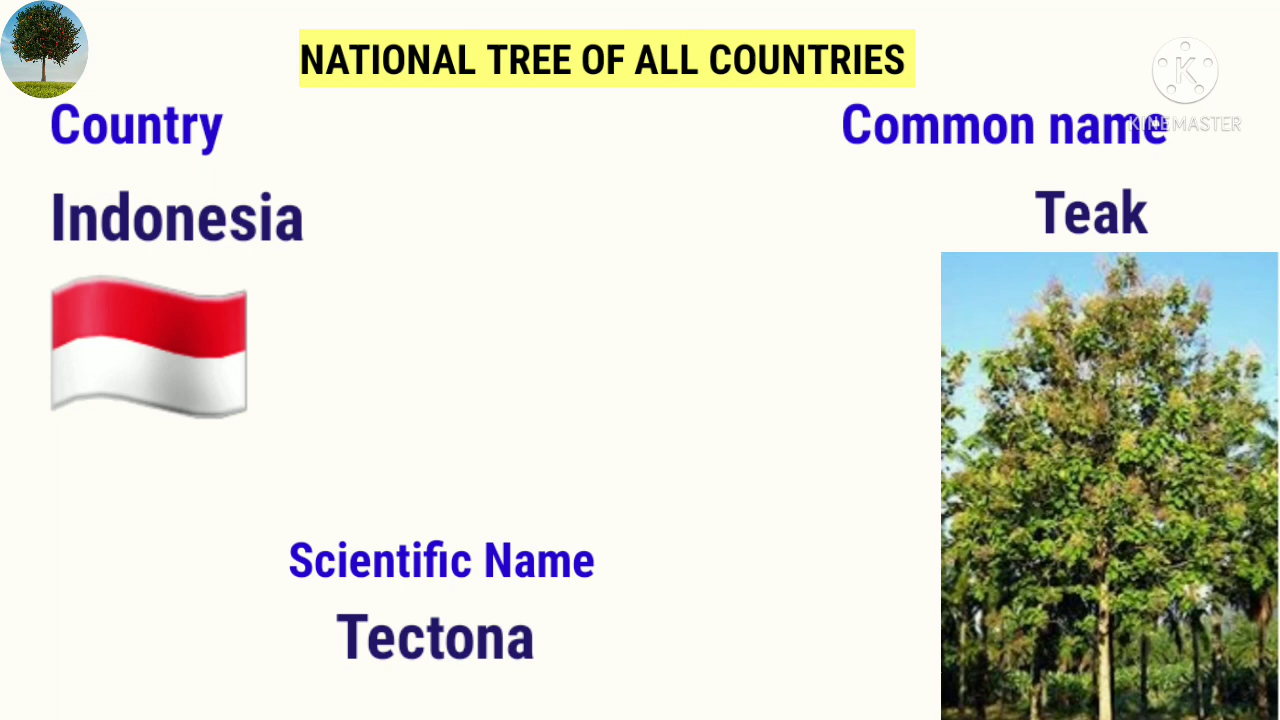 NATIONAL TREE OF ALL COUNTRIES
K
KINEMASTER
Country
Common name
Indonesia
Teak
Scientific Name
Tectona